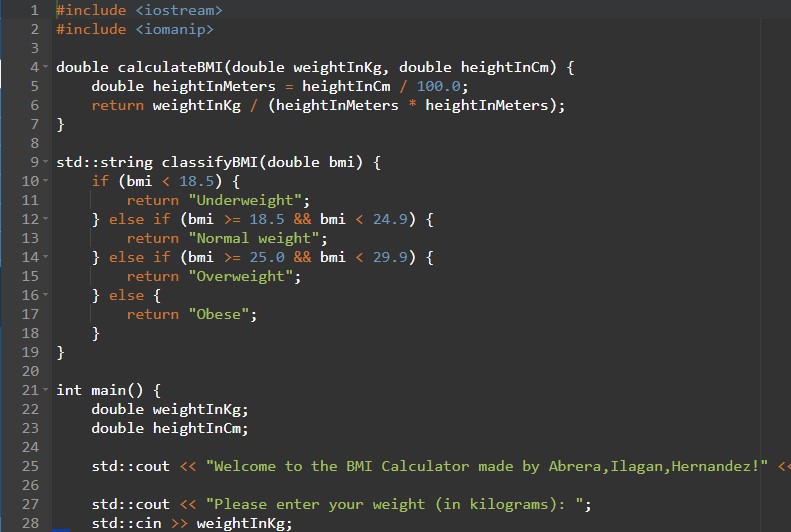 1 #include <iostream>
2 #include <iomanip>
3
4 double calculateBMI(double weightInKg, double heightInCm) {
5     double heightInMeters = heightInCm / 100.0;
6     return weightInKg / (heightInMeters * heightInMeters);
7 }
8
9 std::string classifyBMI(double bmi) {
10     if (bmi < 18.5) {
11         return "Underweight";
12     } else if (bmi >= 18.5 && bmi < 24.9) {
13         return "Normal weight";
14     } else if (bmi >= 25.0 && bmi < 29.9) {
15         return "Overweight";
16     } else {
17         return "Obese";
18     }
19 }
20
21 int main() {
22     double weightInKg;
23     double heightInCm;
24
25     std::cout << "Welcome to the BMI Calculator made by Abrera,Ilagan,Hernandez!" <<
26
27     std::cout << "Please enter your weight (in kilograms): ";
28     std::cin >> weightInKg;